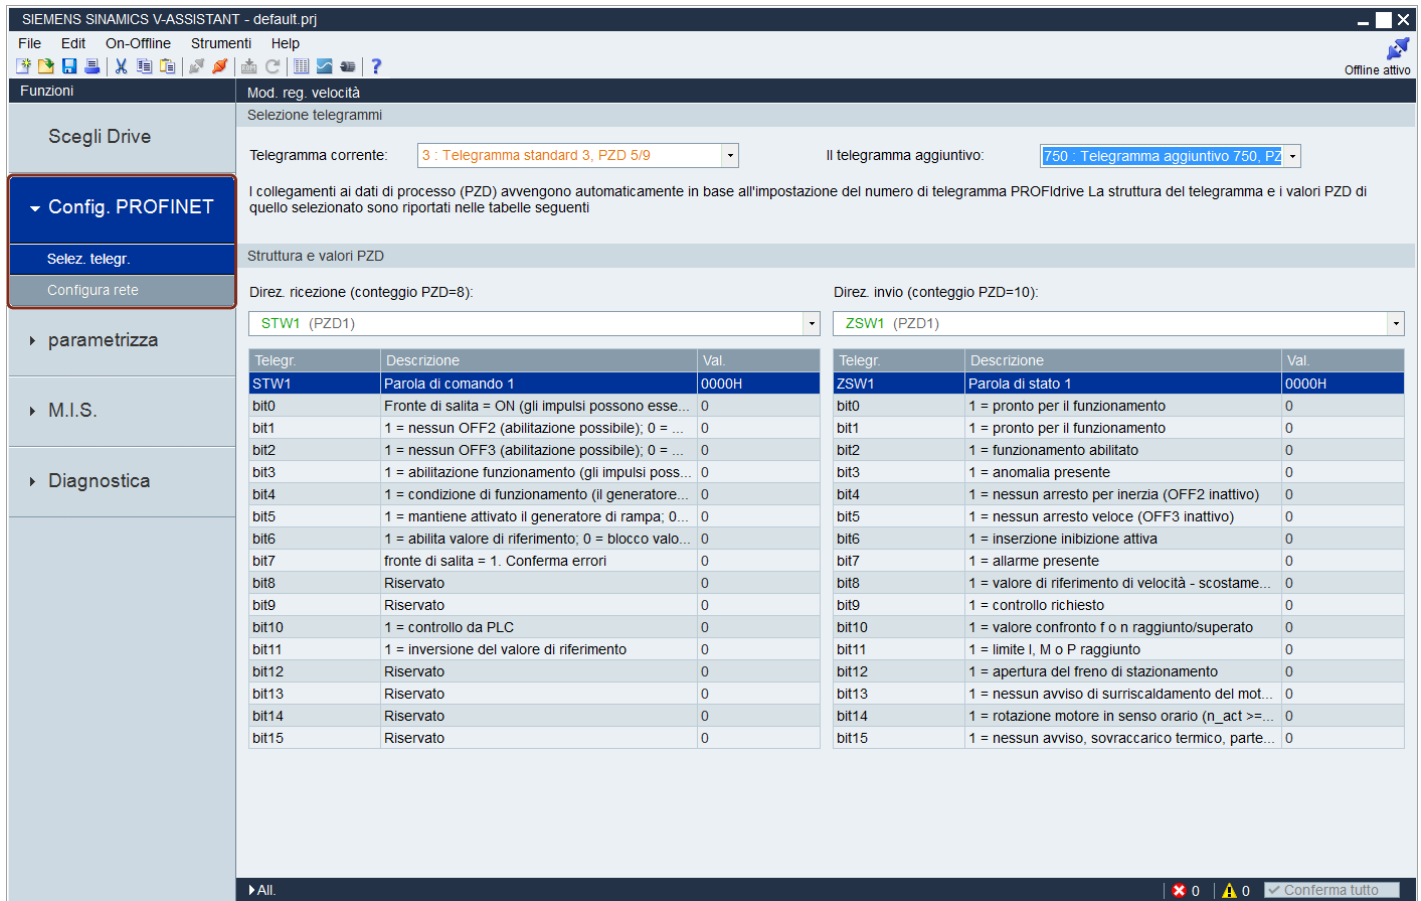 SIEMENS SINAMICS V-ASSISTANT - default.prj
File Edit On-Offline Strumenti Help
Offline attivo
Funzioni
Scegli Drive
Config. PROFINET
Selez. telegr.
Configura rete
parametrizza
M.I.S.
Diagnostica
Mod. reg. velocità
Selezione telegrammi
Telegramma corrente: 3 : Telegramma standard 3, PZD 5/9 Il telegramma aggiuntivo: 750 : Telegramma aggiuntivo 750, PZ
I collegamenti ai dati di processo (PZD) avvengono automaticamente in base all'impostazione del numero di telegramma PROFIdrive La struttura del telegramma e i valori PZD di
quello selezionato sono riportati nelle tabelle seguenti
Struttura e valori PZD
Direz. ricezione (conteggio PZD=8):
STW1 (PZD1)
Telegr. Descrizione Val.
STW1 Parola di comando 1 0000H
bit0 Fronte di salita = ON (gli impulsi possono esse... 0
bit1 1 = nessun OFF2 (abilitazione possibile); 0 = ... 0
bit2 1 = nessun OFF3 (abilitazione possibile); 0 = ... 0
bit3 1 = abilitazione funzionamento (gli impulsi poss... 0
bit4 1 = condizione di funzionamento (il generatore... 0
bit5 1 = mantiene attivato il generatore di rampa; 0... 0
bit6 1 = abilita valore di riferimento; 0 = blocco valo... 0
bit7 fronte di salita = 1. Conferma errori 0
bit8 Riservato 0
bit9 Riservato 0
bit10 1 = controllo da PLC 0
bit11 1 = inversione del valore di riferimento 0
bit12 Riservato 0
bit13 Riservato 0
bit14 Riservato 0
bit15 Riservato 0
Direz. invio (conteggio PZD=10):
ZSW1 (PZD1)
Telegr. Descrizione Val.
ZSW1 Parola di stato 1 0000H
bit0 1 = pronto per il funzionamento 0
bit1 1 = pronto per il funzionamento 0
bit2 1 = funzionamento abilitato 0
bit3 1 = anomalia presente 0
bit4 1 = nessun arresto per inerzia (OFF2 inattivo) 0
bit5 1 = nessun arresto veloce (OFF3 inattivo) 0
bit6 1 = inserzione inibizione attiva 0
bit7 1 = allarme presente 0
bit8 1 = valore di riferimento di velocità - scostame... 0
bit9 1 = controllo richiesto 0
bit10 1 = valore confronto f o n raggiunto/superato 0
bit11 1 = limite I, M o P raggiunto 0
bit12 1 = apertura del freno di stazionamento 0
bit13 1 = nessun avviso di surriscaldamento del mot... 0
bit14 1 = rotazione motore in senso orario (n_act >=... 0
bit15 1 = nessun avviso, sovraccarico termico, parte... 0
All. 0 0 Conferma tutto